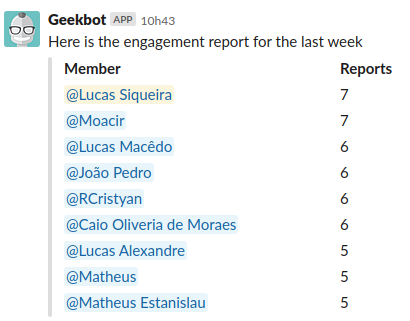 Geekbot APP 10h43
Here is the engagement report for the last week
Member Reports
@Lucas Siqueira 7
@Moacir 7
@Lucas Macêdo 6
@João Pedro 6
@RCristyan 6
@Caio Oliveria de Moraes 6
@Lucas Alexandre 5
@Matheus 5
@Matheus Estanislau 5